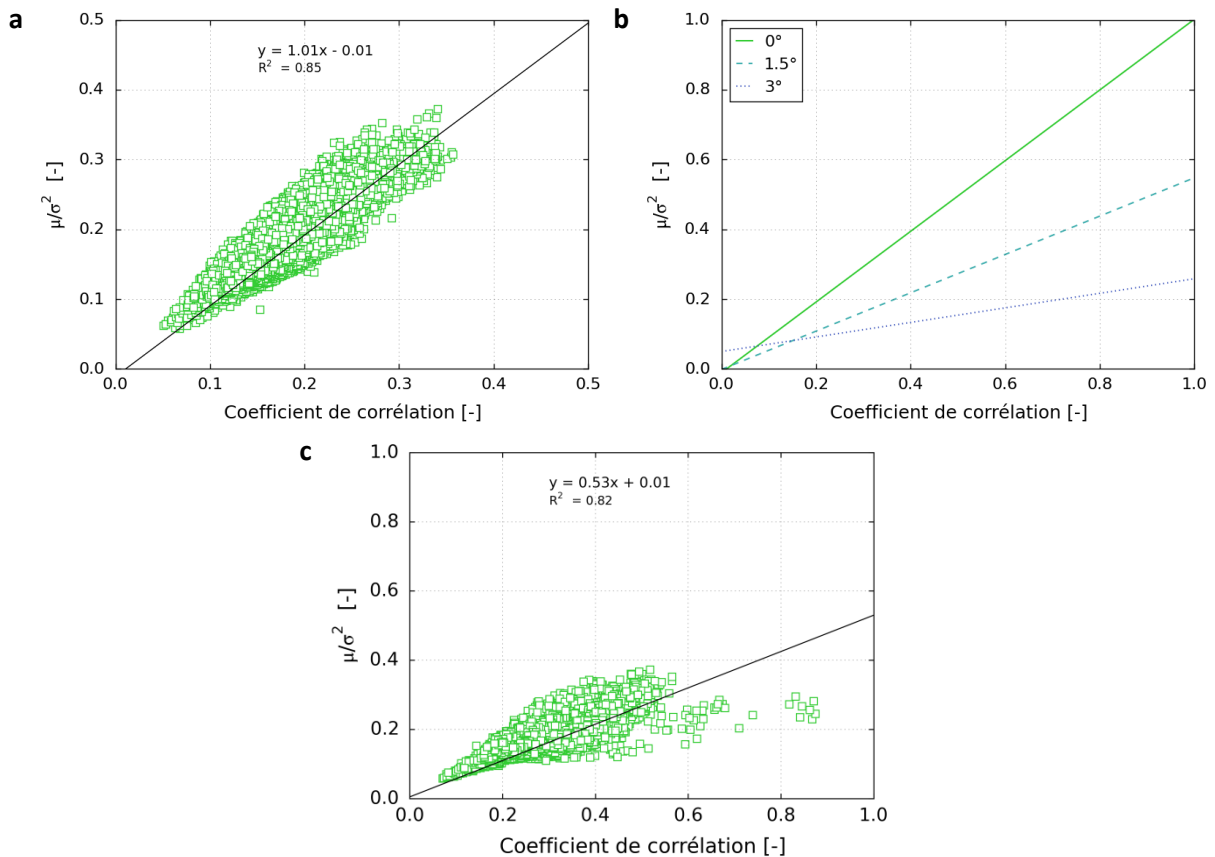 a
0.5
0.4
0.3
0.2
0.1
0.0
μ/σ² [-]
y = 1.01x - 0.01
R² = 0.85
0.0 0.1 0.2 0.3 0.4 0.5
Coefficient de corrélation [-]
b
1.0
0.8
0.6
0.4
0.2
0.0
μ/σ² [-]
0°
1.5°
3°
0.0 0.2 0.4 0.6 0.8 1.0
Coefficient de corrélation [-]
c
1.0
0.8
0.6
0.4
0.2
0.0
μ/σ² [-]
y = 0.53x + 0.01
R² = 0.82
0.0 0.2 0.4 0.6 0.8 1.0
Coefficient de corrélation [-]